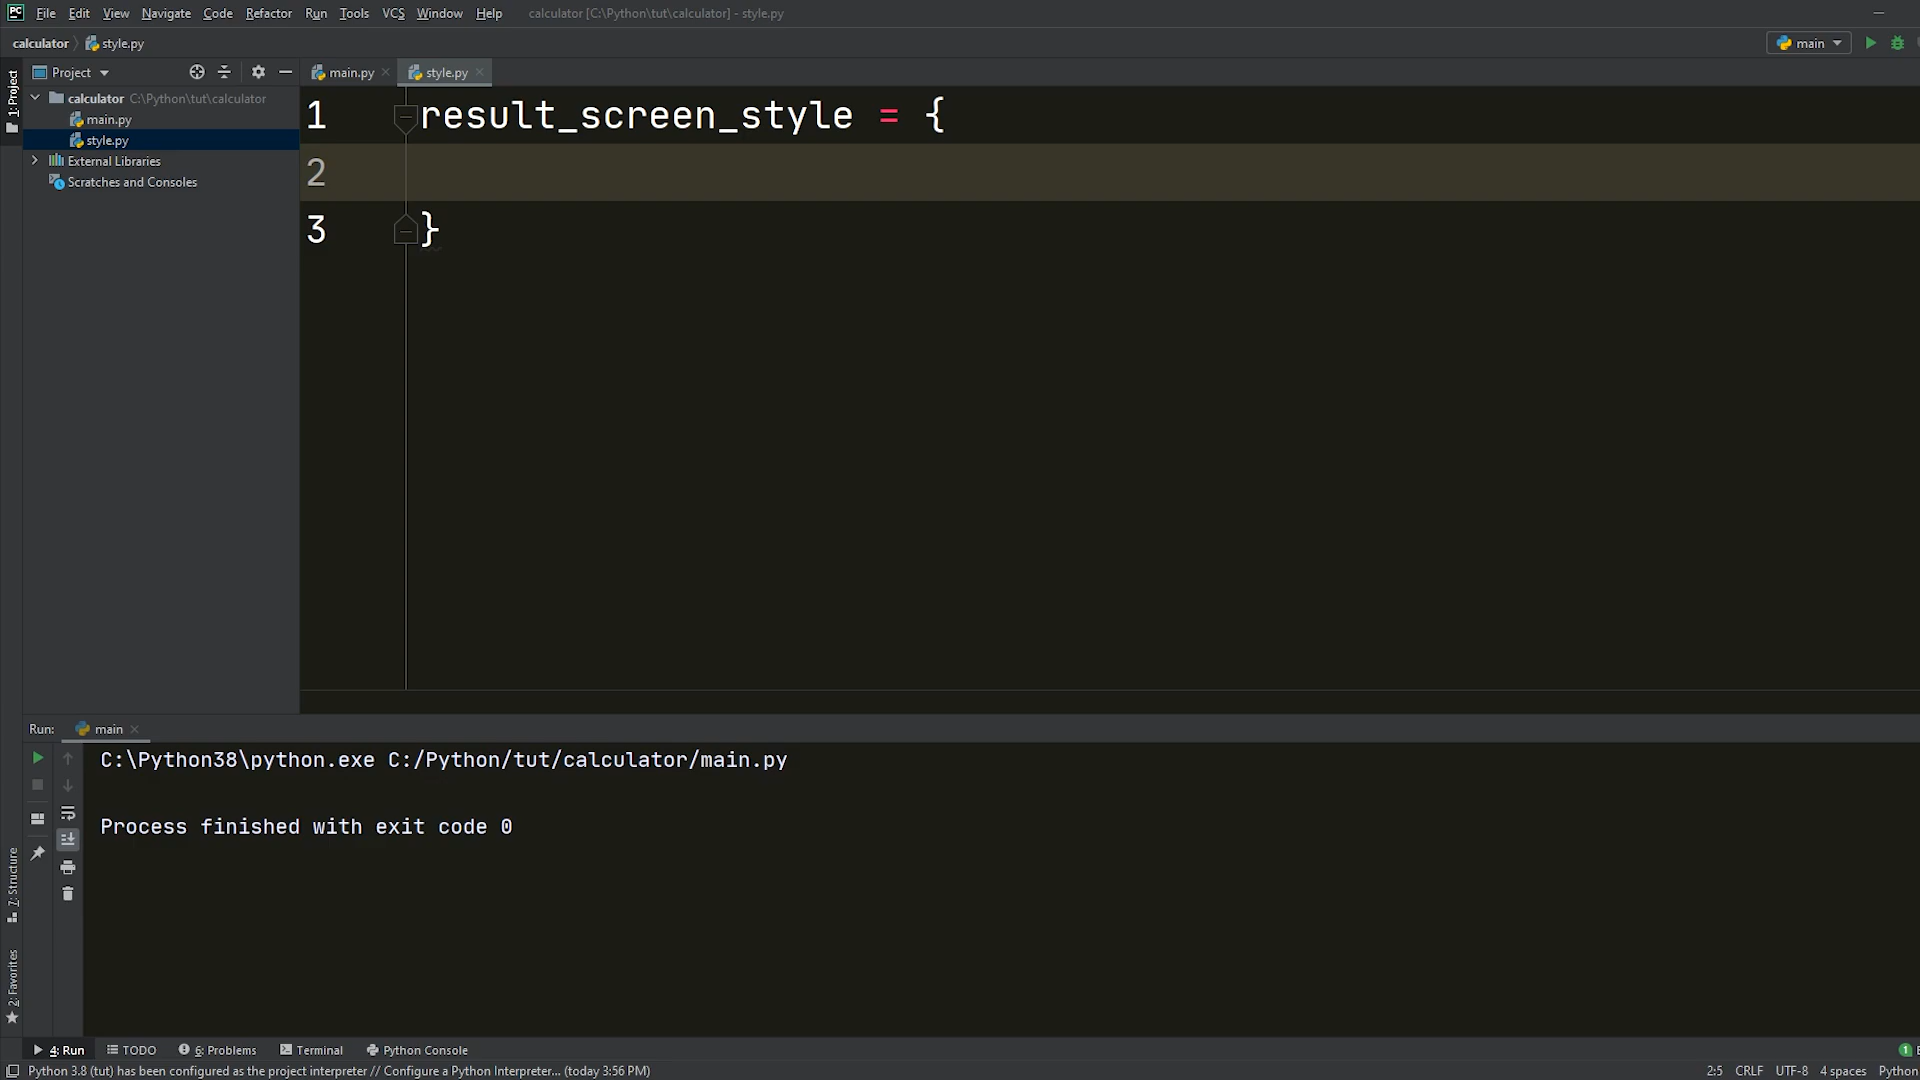 PC File Edit View Navigate Code Refactor Run Tools VCS Window Help calculator [C:\Python\tut\calculator] - style.py
calculator style.py main
1: Project
Project main.py style.py
calculator C:\Python\tut\calculator
main.py
style.py
External Libraries
Scratches and Consoles
1 result_screen_style = {
2
3 }
Run: main
C:\Python38\python.exe C:/Python/tut/calculator/main.py
Process finished with exit code 0
7: Structure
2: Favorites
4: Run TODO 6: Problems Terminal Python Console 1
Python 3.8 (tut) has been configured as the project interpreter // Configure a Python Interpreter... (today 3:56 PM) 2:5 CRLF UTF-8 4 spaces Python